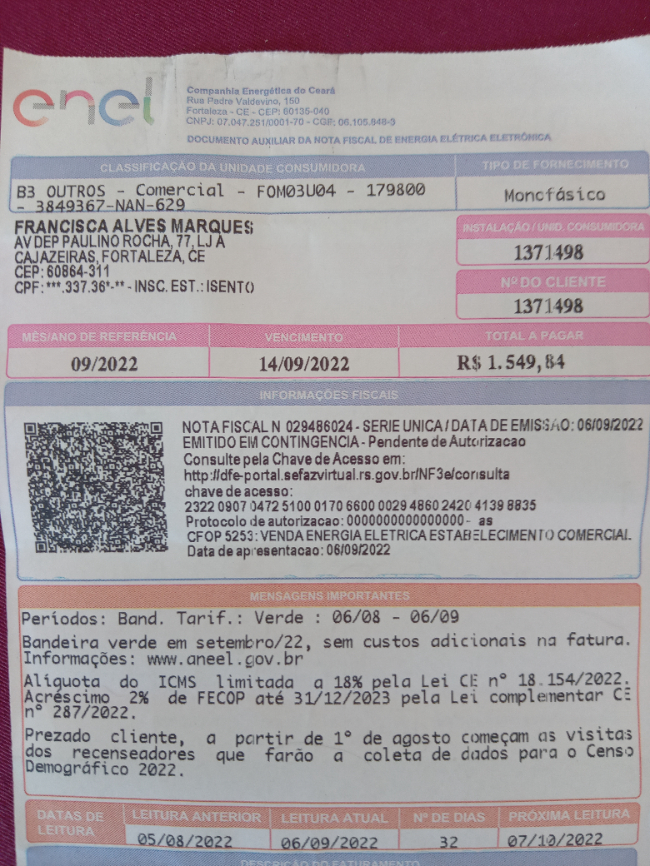 enel
Companhia Energética do Ceará
Rua Padre Valdevino, 150
Fortaleza - CE - CEP: 60135-040
CNPJ: 07.047.251/0001-70 - CGF: 06.105.848-3
DOCUMENTO AUXILIAR DA NOTA FISCAL DE ENERGIA ELÉTRICA ELETRÔNICA
CLASSIFICAÇÃO DA UNIDADE CONSUMIDORA
B3 OUTROS - Comercial - FOM03U04 - 179800
- 3849367-NAN-629
TIPO DE FORNECIMENTO
Monofásico
FRANCISCA ALVES MARQUES
AV DEP PAULINO ROCHA, 77, LJ A
CAJAZEIRAS, FORTALEZA, CE
CEP: 60864-311
CPF: ***.337.36*-** - INSC. EST.: ISENTO
INSTALAÇÃO / UNID. CONSUMIDORA
1371498
Nº DO CLIENTE
1371498
MÊS/ANO DE REFERÊNCIA
09/2022
VENCIMENTO
14/09/2022
TOTAL A PAGAR
R$ 1.549,84
INFORMAÇÕES FISCAIS
NOTA FISCAL N 029486024 - SERIE UNICA / DATA DE EMISSÃO: 06/09/2022
EMITIDO EM CONTINGENCIA - Pendente de Autorizacao
Consulte pela Chave de Acesso em:
http://dfe-portal.sefazvirtual.rs.gov.br/NF3e/consulta
chave de acesso:
2322 0907 0472 5100 0170 6600 0029 4860 2420 4139 8835
Protocolo de autorizacao: 0000000000000000- as
CFOP 5253: VENDA ENERGIA ELETRICA ESTABELECIMENTO COMERCIAL
Data de apresentacao: 06/09/2022
MENSAGENS IMPORTANTES
Períodos: Band. Tarif.: Verde : 06/08 - 06/09
Bandeira verde em setembro/22, sem custos adicionais na fatura.
Informações: www.aneel.gov.br
Alíquota do ICMS limitada a 18% pela Lei CE nº 18.154/2022.
Acréscimo 2% de FECOP até 31/12/2023 pela Lei complementar CE
nº 287/2022.
Prezado cliente, a partir de 1º de agosto começam as visitas
dos recenseadores que farão a coleta de dados para o Censo
Demográfico 2022.
DATAS DE
LEITURA
LEITURA ANTERIOR
05/08/2022
LEITURA ATUAL
06/09/2022
Nº DE DIAS
32
PRÓXIMA LEITURA
07/10/2022
DESCRIÇÃO DO FATURAMENTO